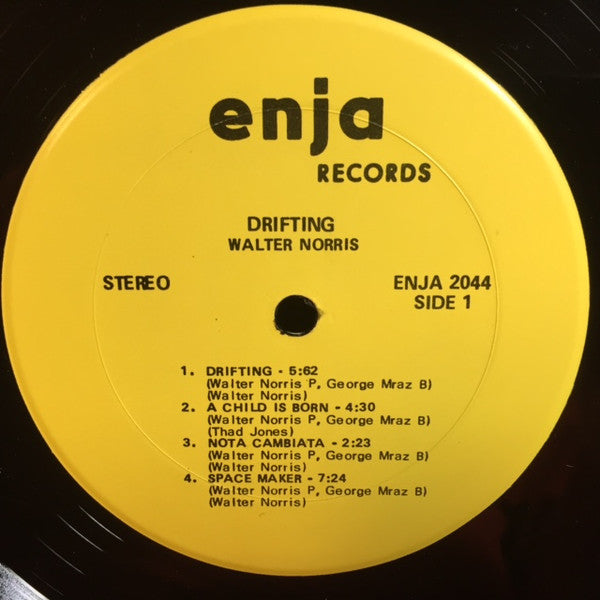 enja
RECORDS
DRIFTING
WALTER NORRIS
STEREO
ENJA 2044
SIDE 1
1. DRIFTING - 5:62
(Walter Norris P, George Mraz B)
(Walter Norris)
2. A CHILD IS BORN - 4:30
(Walter Norris P, George Mraz B)
(Thad Jones)
3. NOTA CAMBIATA - 2:23
(Walter Norris P, George Mraz B)
(Walter Norris)
4. SPACE MAKER - 7:24
(Walter Norris P, George Mraz B)
(Walter Norris)